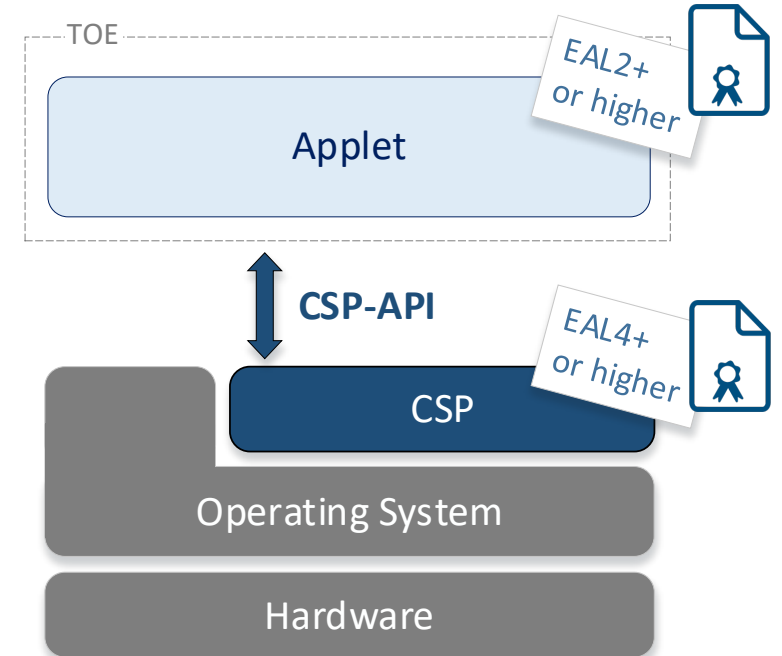 TOE
EAL2+
or higher
Applet
CSP-API
EAL4+
or higher
CSP
Operating System
Hardware